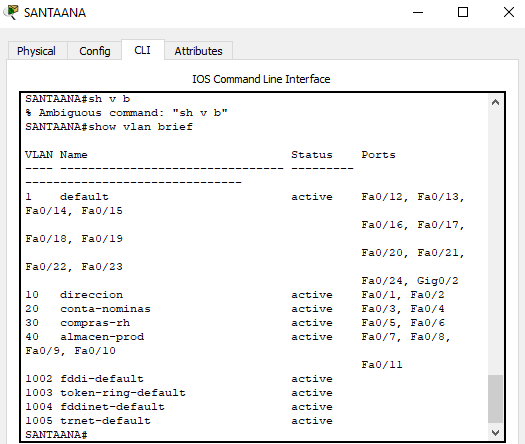 SANTAANA
Physical Config CLI Attributes
IOS Command Line Interface
SANTAANA#sh v b
% Ambiguous command: "sh v b"
SANTAANA#show vlan brief
VLAN Name Status Ports
---- -------------------------------- ---------
-------------------------------
1 default active Fa0/12, Fa0/13,
Fa0/14, Fa0/15
Fa0/16, Fa0/17,
Fa0/18, Fa0/19
Fa0/20, Fa0/21,
Fa0/22, Fa0/23
Fa0/24, Gig0/2
10 direccion active Fa0/1, Fa0/2
20 conta-nominas active Fa0/3, Fa0/4
30 compras-rh active Fa0/5, Fa0/6
40 almacen-prod active Fa0/7, Fa0/8,
Fa0/9, Fa0/10
Fa0/11
1002 fddi-default active
1003 token-ring-default active
1004 fddinet-default active
1005 trnet-default active
SANTAANA#